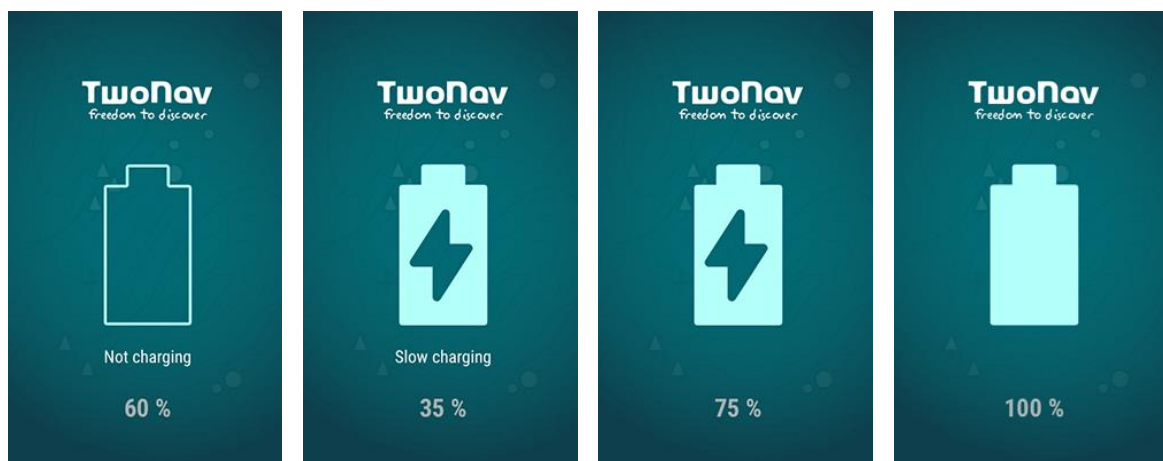 TwoNav
freedom to discover
Not charging
60 %
TwoNav
freedom to discover
Slow charging
35 %
TwoNav
freedom to discover
75 %
TwoNav
freedom to discover
100 %